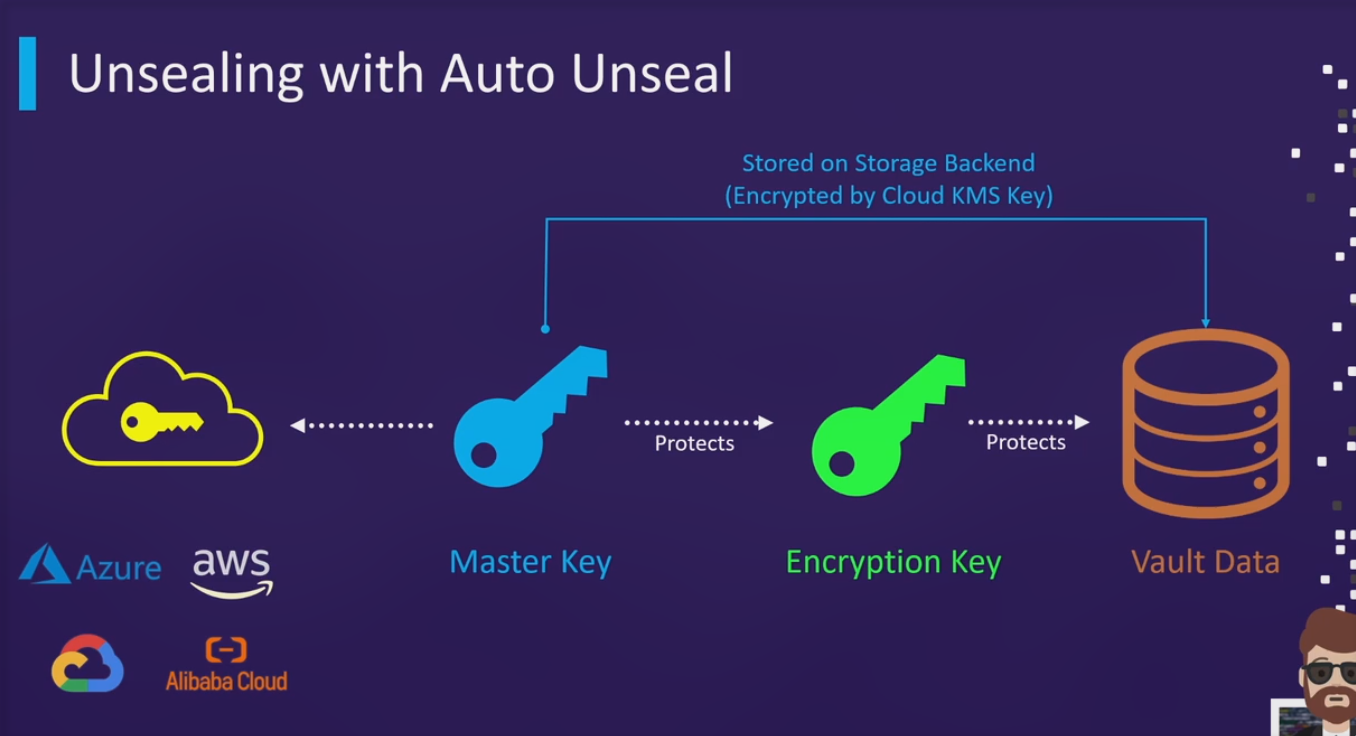 Unsealing with Auto Unseal
Stored on Storage Backend
(Encrypted by Cloud KMS Key)
Protects
Protects
Master Key
Encryption Key
Vault Data
Azure
aws
Alibaba Cloud